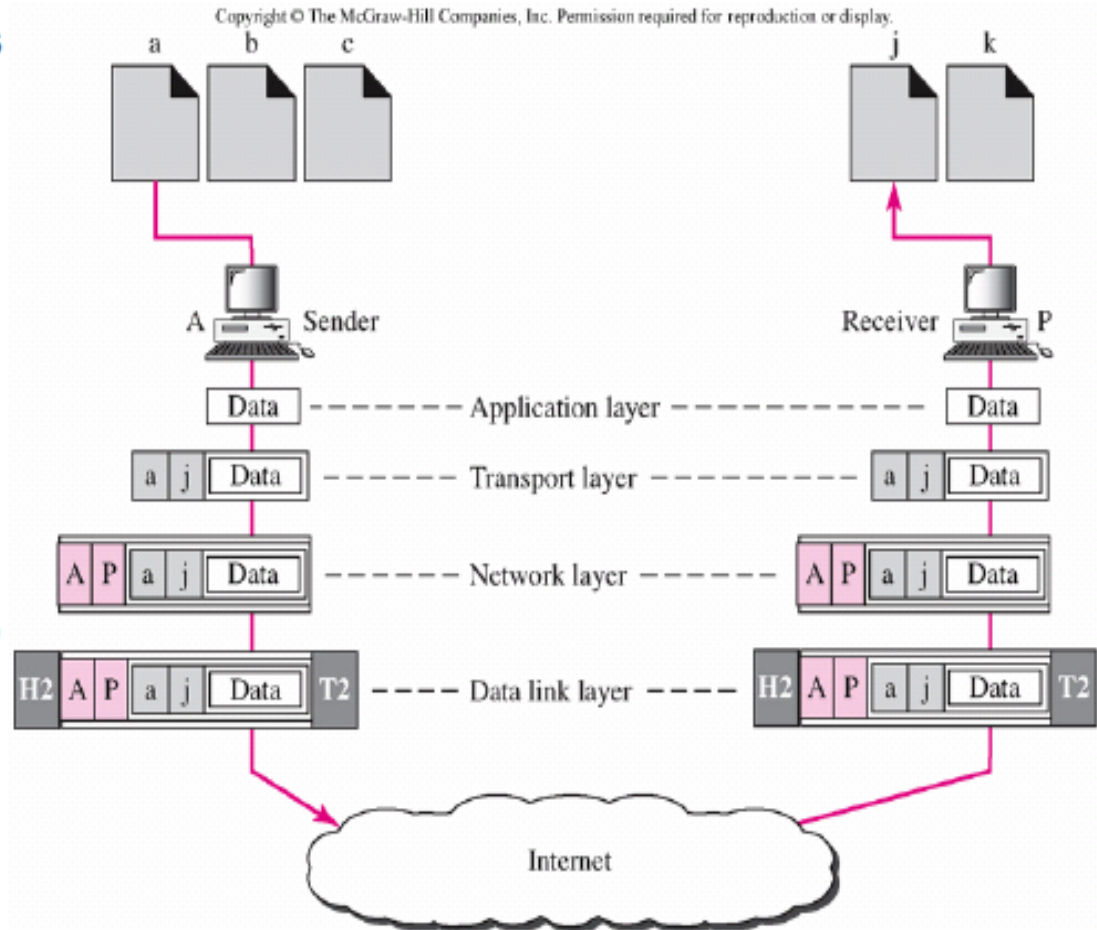 Copyright © The McGraw-Hill Companies, Inc. Permission required for reproduction or display.
a b c j k
A Sender Receiver P
Data Application layer Data
a j Data Transport layer a j Data
A P a j Data Network layer A P a j Data
H2 A P a j Data T2 Data link layer H2 A P a j Data T2
Internet